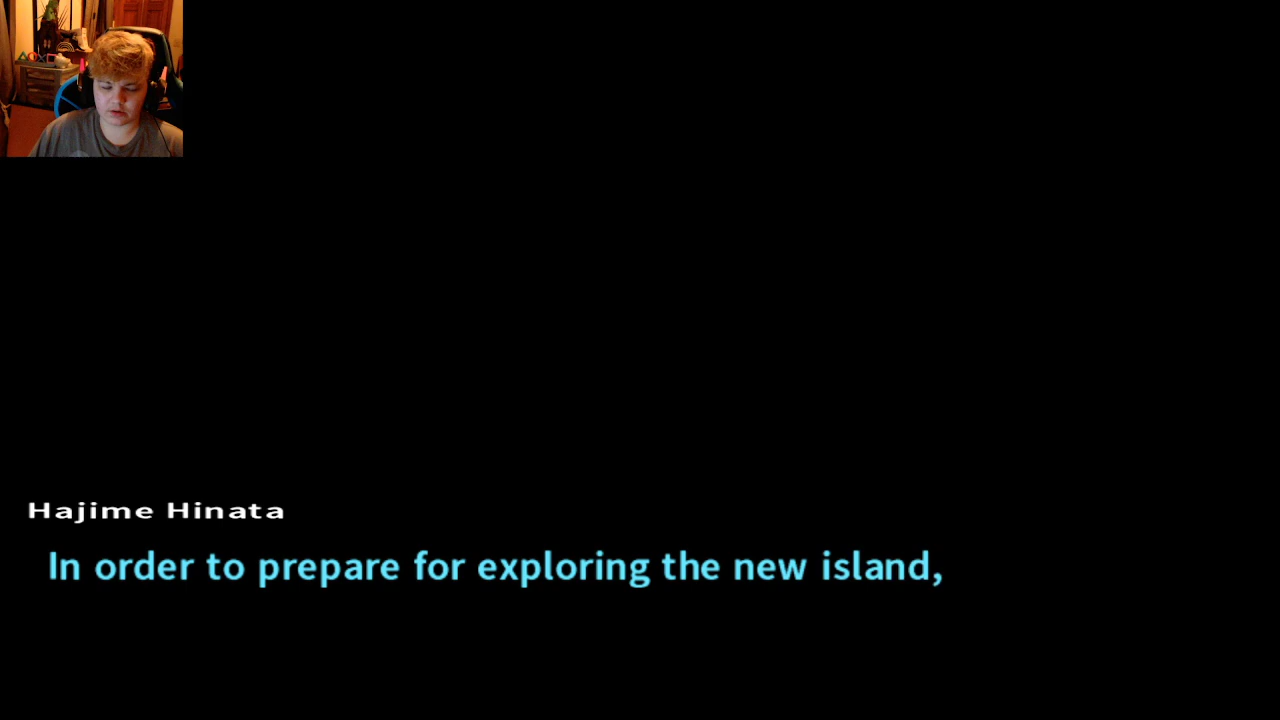 Hajime Hinata
In order to prepare for exploring the new island,